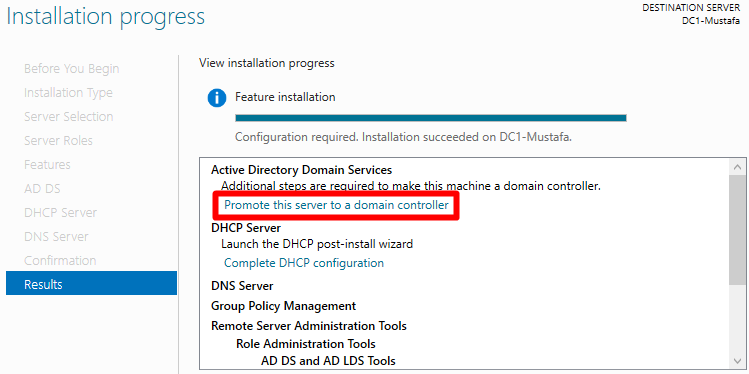 Installation progress
DESTINATION SERVER
DC1-Mustafa
Before You Begin
Installation Type
Server Selection
Server Roles
Features
AD DS
DHCP Server
DNS Server
Confirmation
Results
View installation progress
Feature installation
Configuration required. Installation succeeded on DC1-Mustafa.
Active Directory Domain Services
Additional steps are required to make this machine a domain controller.
Promote this server to a domain controller
DHCP Server
Launch the DHCP post-install wizard
Complete DHCP configuration
DNS Server
Group Policy Management
Remote Server Administration Tools
Role Administration Tools
AD DS and AD LDS Tools